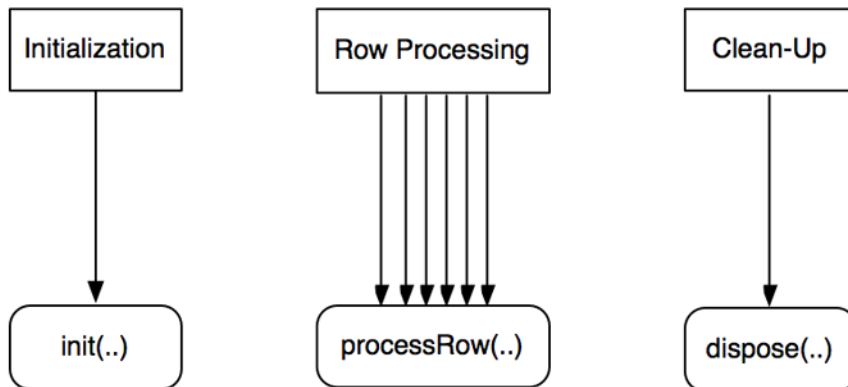 Initialization
Row Processing
Clean-Up
init(..)
processRow(..)
dispose(..)